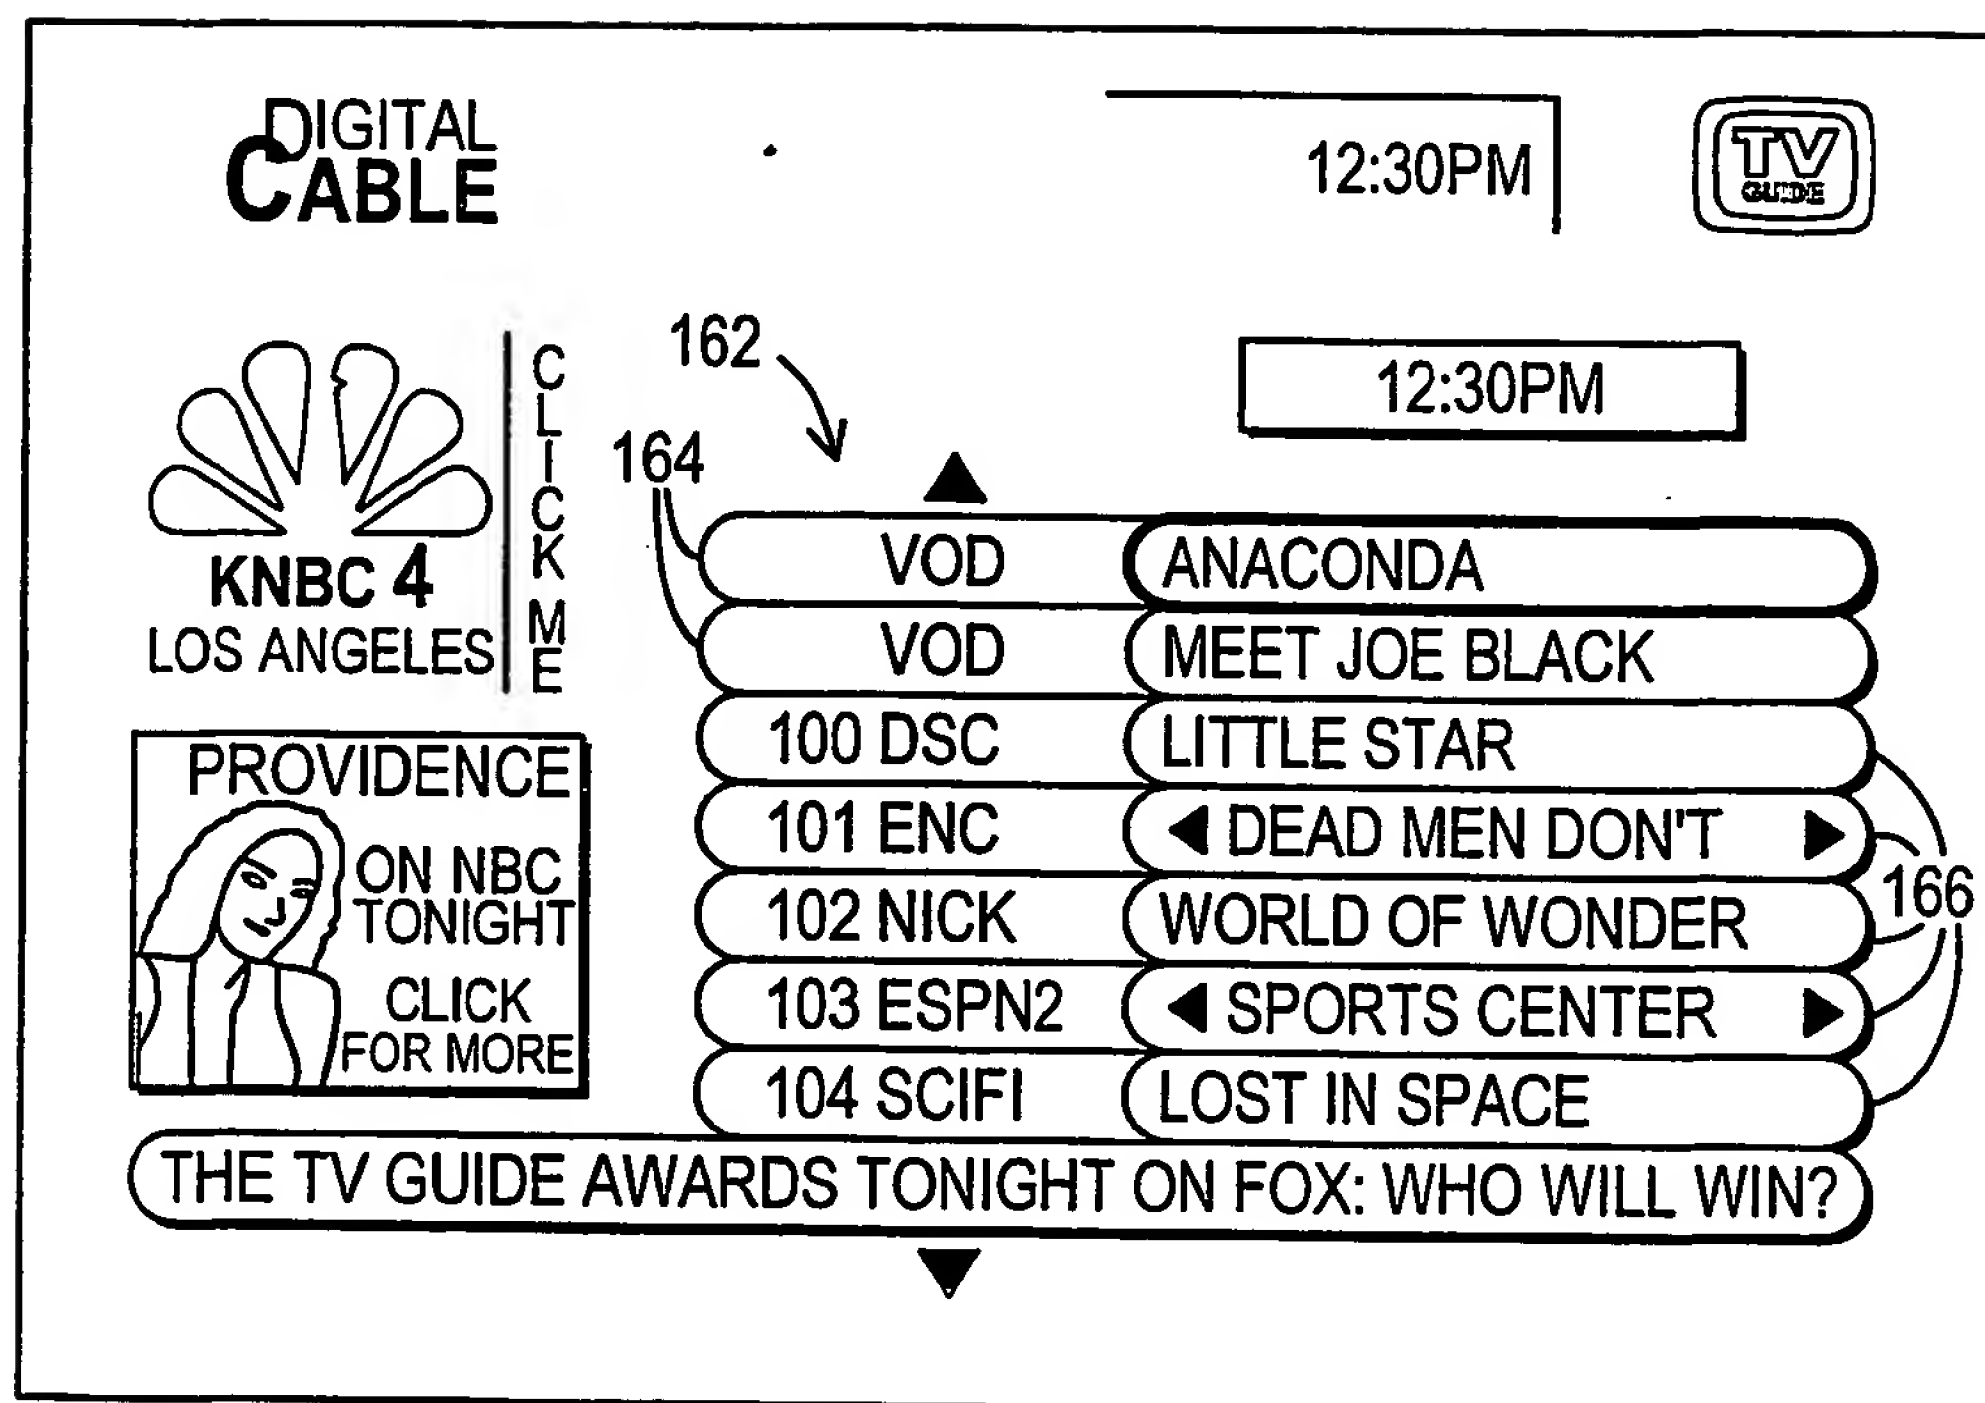 DIGITAL
CABLE
12:30PM
TV
GUIDE
KNBC 4
LOS ANGELES
CLICK ME
PROVIDENCE
ON NBC
TONIGHT
CLICK
FOR MORE
162
164
12:30PM
VOD ANACONDA
VOD MEET JOE BLACK
100 DSC LITTLE STAR
101 ENC DEAD MEN DON'T
102 NICK WORLD OF WONDER
103 ESPN2 SPORTS CENTER
104 SCIFI LOST IN SPACE
166
THE TV GUIDE AWARDS TONIGHT ON FOX: WHO WILL WIN?